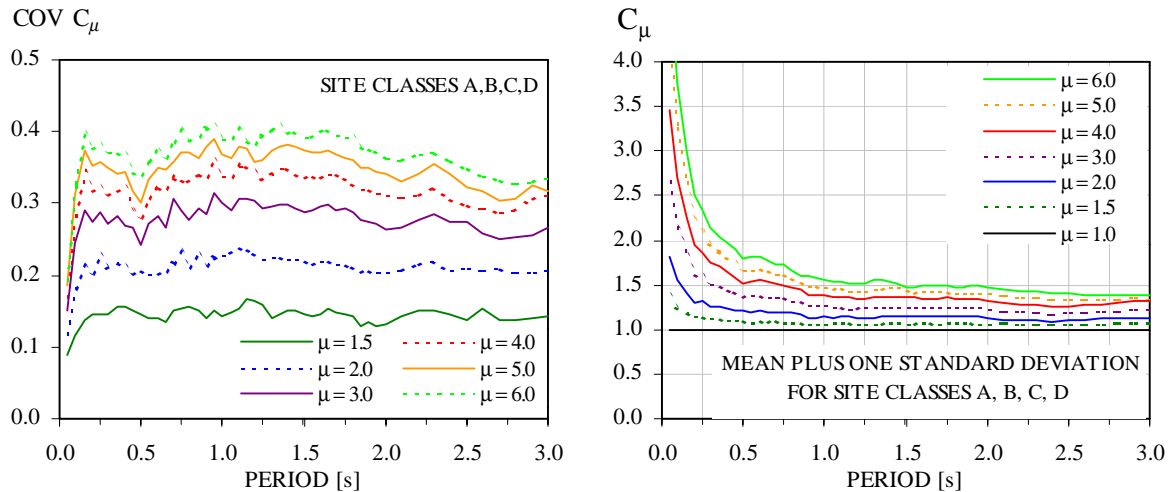 COV Cμ
0.5
0.4
0.3
0.2
0.1
0.0
SITE CLASSES A,B,C,D
μ = 1.5
μ = 2.0
μ = 3.0
μ = 4.0
μ = 5.0
μ = 6.0
0.0 0.5 1.0 1.5 2.0 2.5 3.0
PERIOD [s]
Cμ
4.0
3.5
3.0
2.5
2.0
1.5
1.0
0.5
0.0
μ = 6.0
μ = 5.0
μ = 4.0
μ = 3.0
μ = 2.0
μ = 1.5
μ = 1.0
MEAN PLUS ONE STANDARD DEVIATION
FOR SITE CLASSES A, B, C, D
0.0 0.5 1.0 1.5 2.0 2.5 3.0
PERIOD [s]